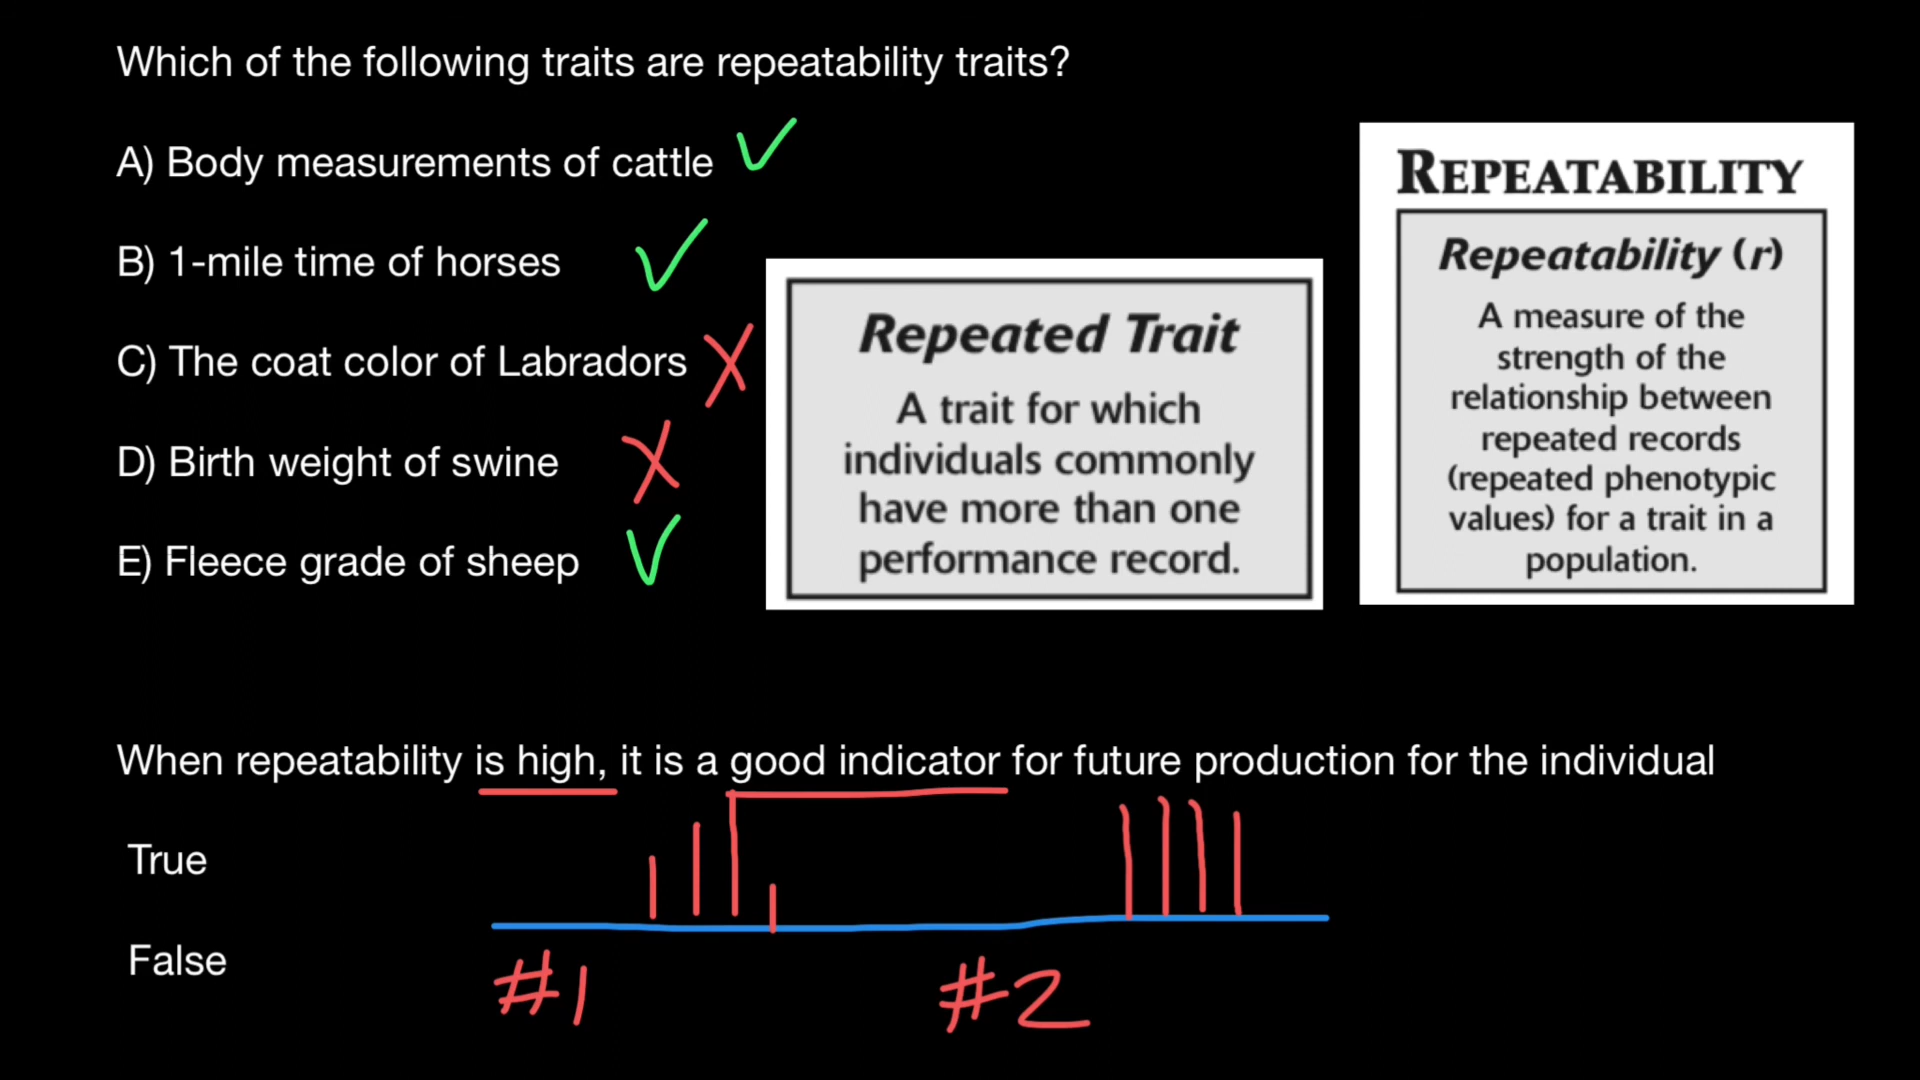 Which of the following traits are repeatability traits?
A) Body measurements of cattle
B) 1-mile time of horses
C) The coat color of Labradors
D) Birth weight of swine
E) Fleece grade of sheep
Repeated Trait
A trait for which
individuals commonly
have more than one
performance record.
REPEATABILITY
Repeatability (r)
A measure of the
strength of the
relationship between
repeated records
(repeated phenotypic
values) for a trait in a
population.
When repeatability is high, it is a good indicator for future production for the individual
True
False
#1
#2